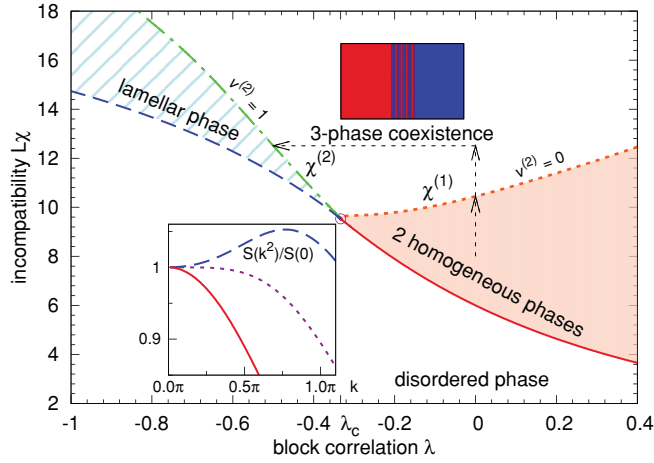 18
16
14
12
10
8
6
4
2
incompatibility Lχ
lamellar phase
v(2) = 1
χ(2)
3-phase coexistence
χ(1)
v(2) = 0
2 homogeneous phases
disordered phase
S(k2)/S(0)
1
0.9
0.0π 0.5π 1.0π k
-1 -0.8 -0.6 -0.4 λc -0.2 0 0.2 0.4
block correlation λ